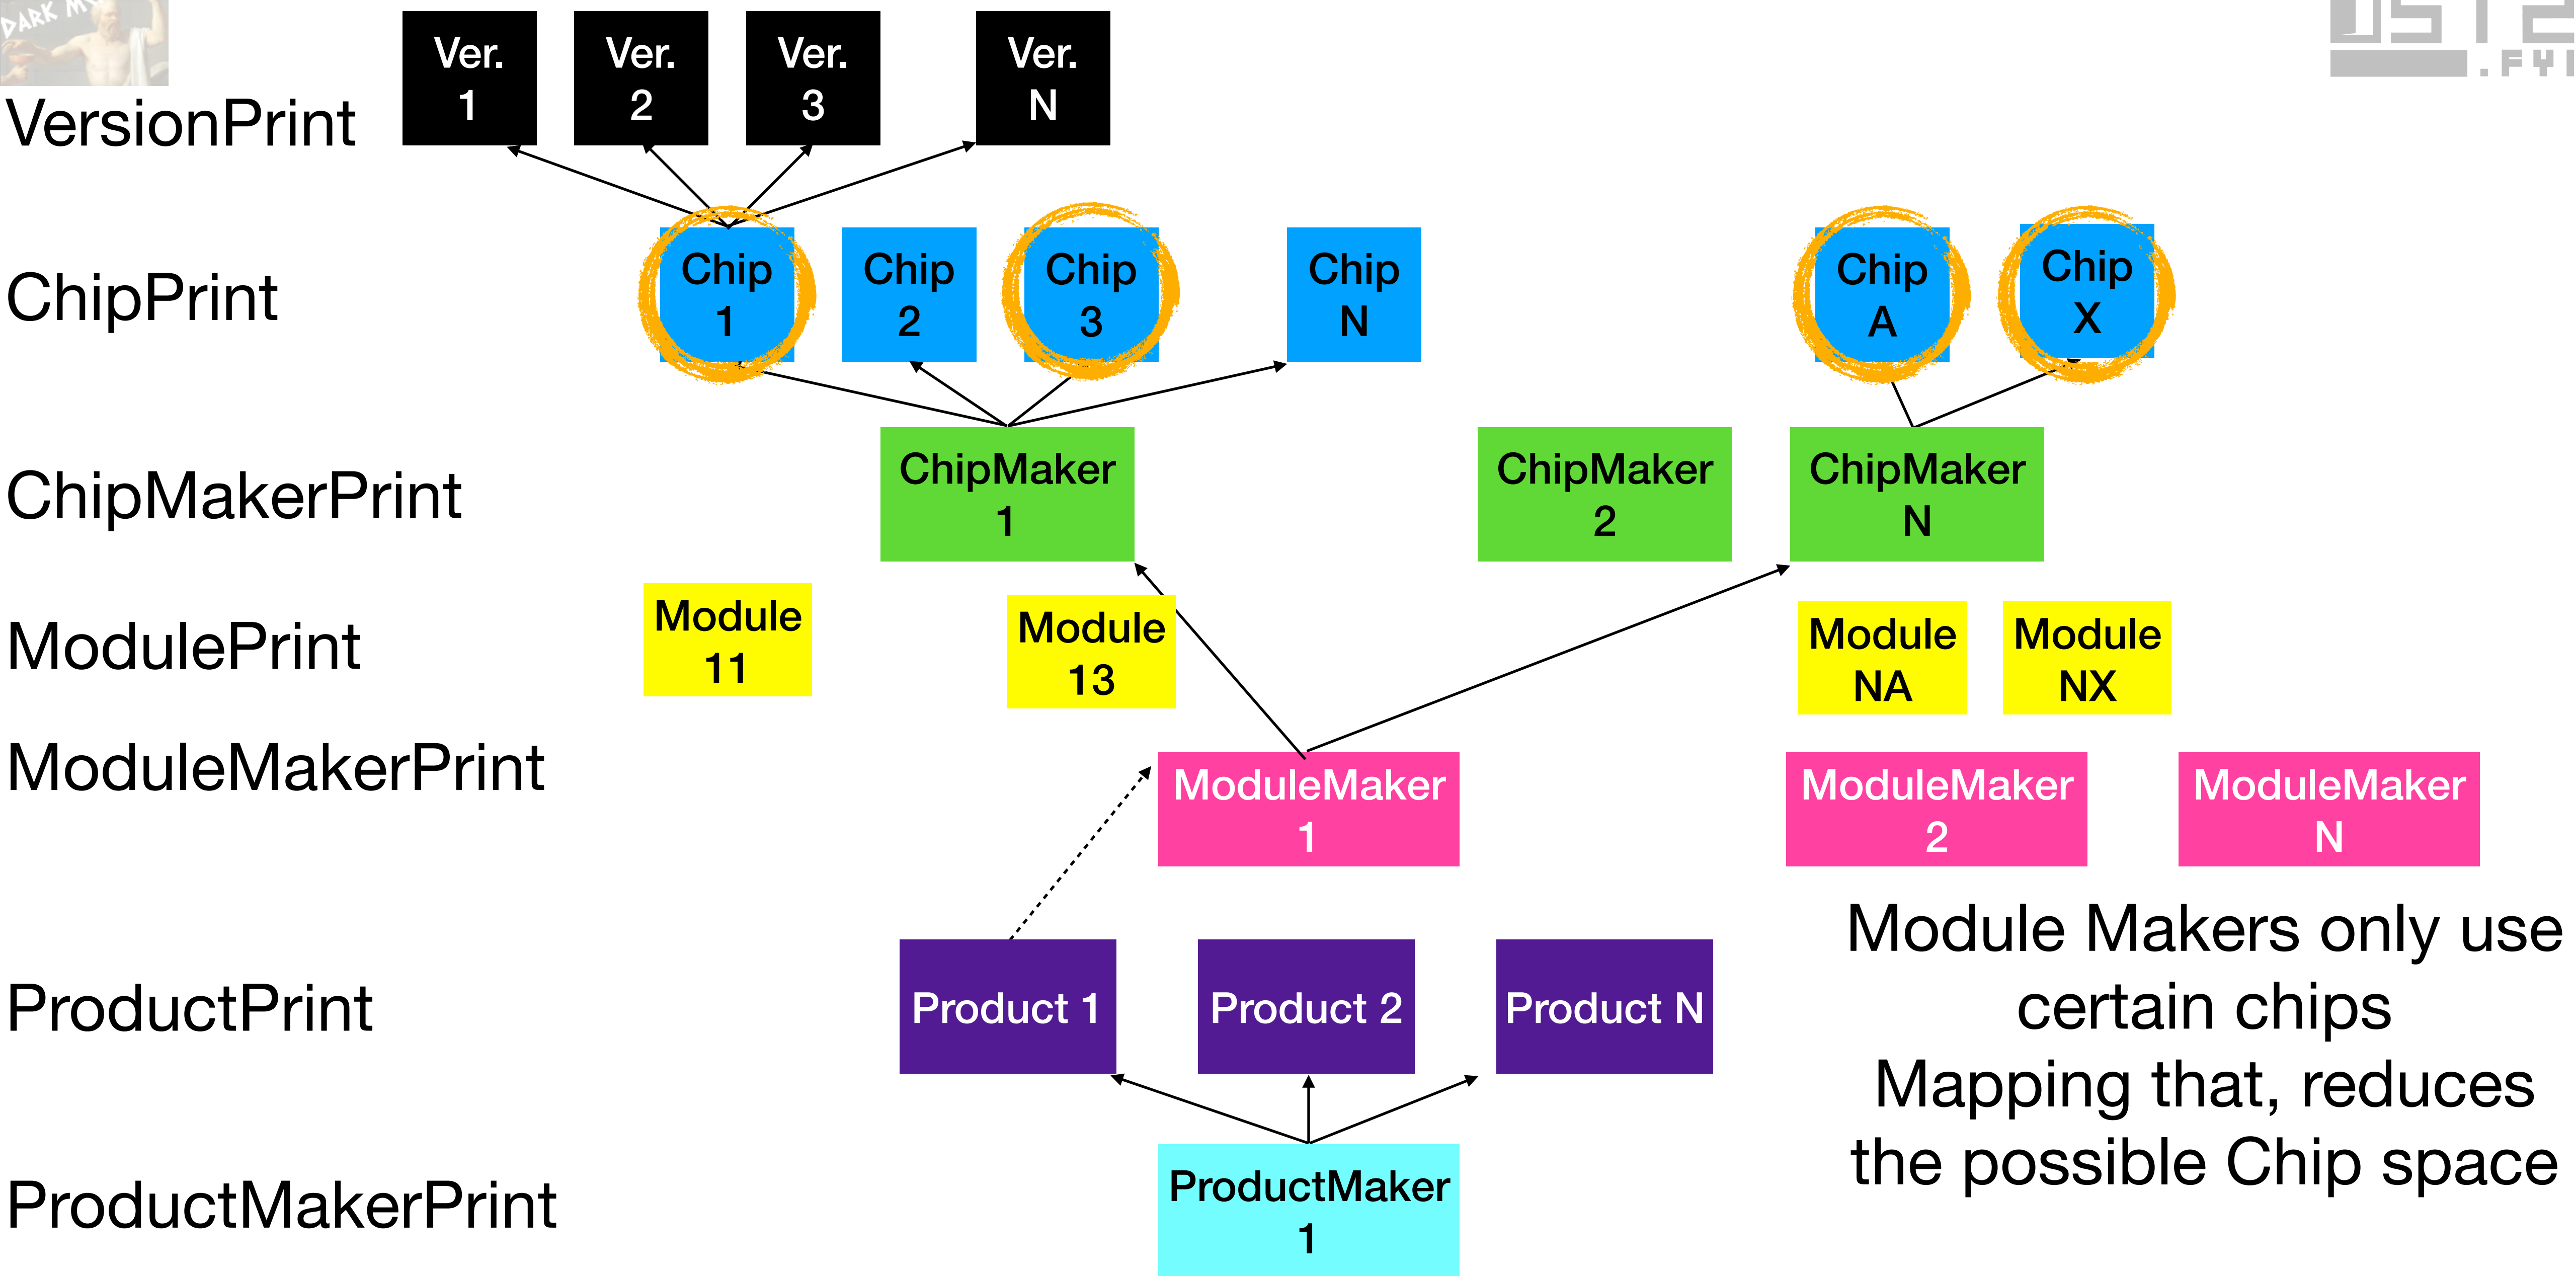 DARK
.FYI
VersionPrint
Ver.
1
Ver.
2
Ver.
3
Ver.
N
ChipPrint
Chip
1
Chip
2
Chip
3
Chip
N
Chip
A
Chip
X
ChipMakerPrint
ChipMaker
1
ChipMaker
2
ChipMaker
N
ModulePrint
Module
11
Module
13
Module
NA
Module
NX
ModuleMakerPrint
ModuleMaker
1
ModuleMaker
2
ModuleMaker
N
ProductPrint
Product 1
Product 2
Product N
Module Makers only use
certain chips
Mapping that, reduces
the possible Chip space
ProductMakerPrint
ProductMaker
1